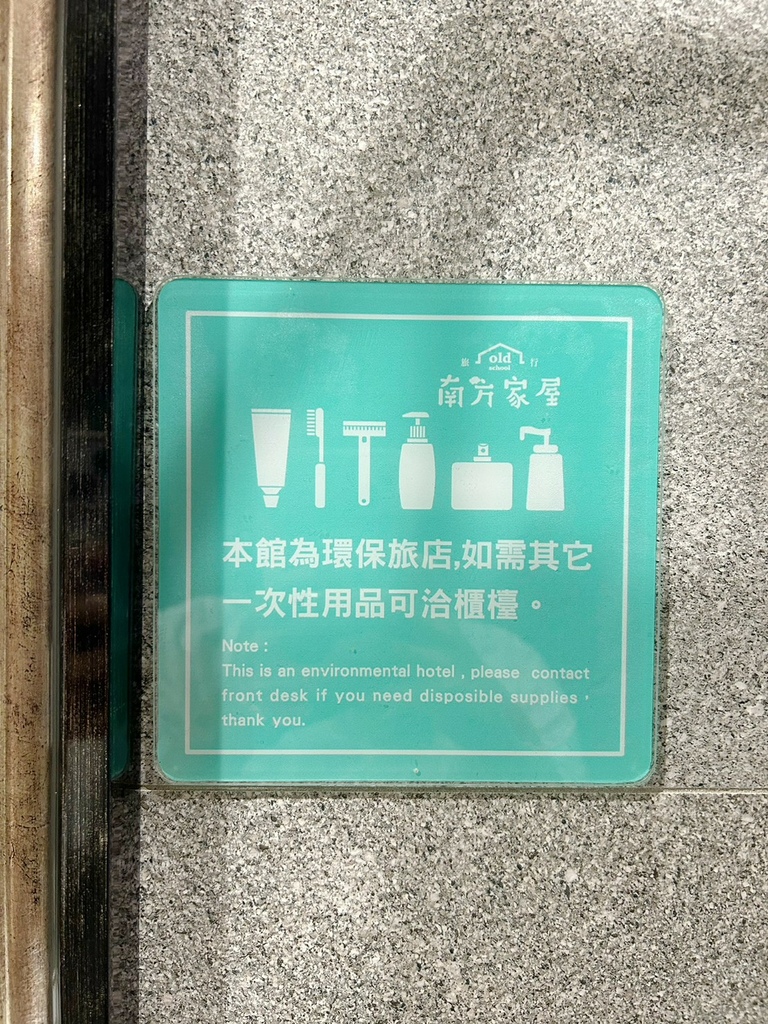 旅 old 行
school
南方家屋
本館為環保旅店,如需其它
一次性用品可洽櫃檯。
Note :
This is an environmental hotel , please contact
front desk if you need disposable supplies ,
thank you.